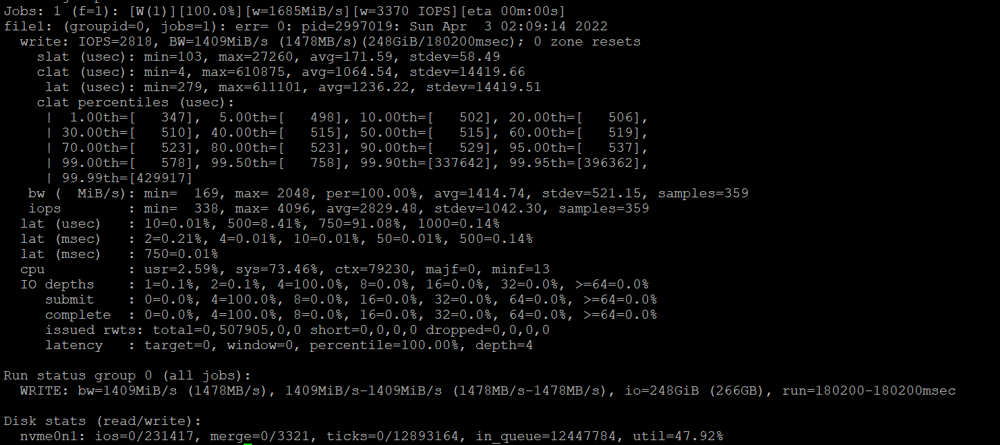 Jobs: 1 (f=1): [W(1)][100.0%][w=1685MiB/s][w=3370 IOPS][eta 00m:00s]
file1: (groupid=0, jobs=1): err= 0: pid=2997019: Sun Apr  3 02:09:14 2022
  write: IOPS=2818, BW=1409MiB/s (1478MB/s)(248GiB/180200msec); 0 zone resets
    slat (usec): min=103, max=27260, avg=171.59, stdev=58.49
    clat (usec): min=4, max=610875, avg=1064.54, stdev=14419.66
     lat (usec): min=279, max=611101, avg=1236.22, stdev=14419.51
    clat percentiles (usec):
     |  1.00th=[   347],  5.00th=[   498], 10.00th=[   502], 20.00th=[   506],
     | 30.00th=[   510], 40.00th=[   515], 50.00th=[   515], 60.00th=[   519],
     | 70.00th=[   523], 80.00th=[   523], 90.00th=[   529], 95.00th=[   537],
     | 99.00th=[   578], 99.50th=[   758], 99.90th=[337642], 99.95th=[396362],
     | 99.99th=[429917]
   bw (  MiB/s): min=  169, max= 2048, per=100.00%, avg=1414.74, stdev=521.15, samples=359
   iops        : min=  338, max= 4096, avg=2829.48, stdev=1042.30, samples=359
  lat (usec)   : 10=0.01%, 500=8.41%, 750=91.08%, 1000=0.14%
  lat (msec)   : 2=0.21%, 4=0.01%, 10=0.01%, 50=0.01%, 500=0.14%
  lat (msec)   : 750=0.01%
  cpu          : usr=2.59%, sys=73.46%, ctx=79230, majf=0, minf=13
  IO depths    : 1=0.1%, 2=0.1%, 4=100.0%, 8=0.0%, 16=0.0%, 32=0.0%, >=64=0.0%
     submit    : 0=0.0%, 4=100.0%, 8=0.0%, 16=0.0%, 32=0.0%, 64=0.0%, >=64=0.0%
     complete  : 0=0.0%, 4=100.0%, 8=0.0%, 16=0.0%, 32=0.0%, 64=0.0%, >=64=0.0%
     issued rwts: total=0,507905,0,0 short=0,0,0,0 dropped=0,0,0,0
     latency   : target=0, window=0, percentile=100.00%, depth=4

Run status group 0 (all jobs):
  WRITE: bw=1409MiB/s (1478MB/s), 1409MiB/s-1409MiB/s (1478MB/s-1478MB/s), io=248GiB (266GB), run=180200-180200msec

Disk stats (read/write):
  nvme0n1: ios=0/231417, merge=0/3321, ticks=0/12893164, in_queue=12447784, util=47.92%